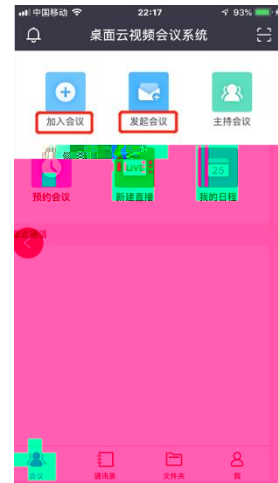 中国移动 22:17 93%
桌面云视频会议系统
加入会议 发起会议 主持会议
LIVE 25
预约会议 新建直播 我的日程
会议 通讯录 文件夹 我